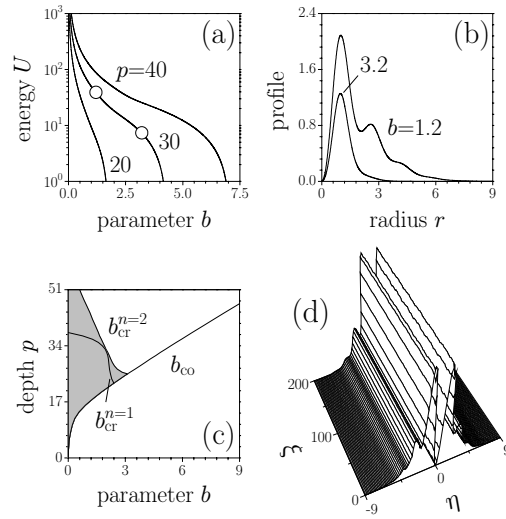 (a)
energy U
10³
10²
10¹
10⁰
p=40
30
20
0.0 2.5 5.0 7.5
parameter b
(b)
profile
2.4
1.6
0.8
0.0
3.2
b=1.2
0 3 6 9
radius r
(c)
depth p
51
34
17
0
b_cr^{n=2}
b_cr^{n=1}
b_co
0 3 6 9
parameter b
(d)
200
100
0
ξ
-9 0 9
η